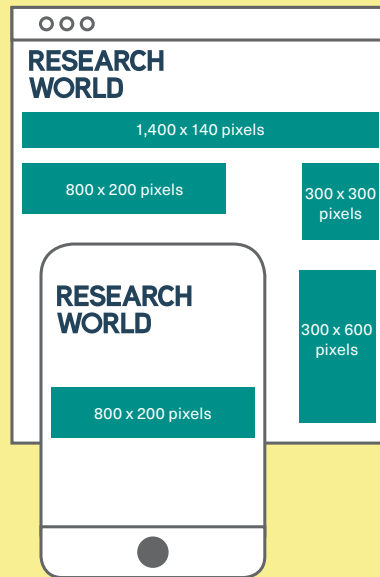 RESEARCH
WORLD
1,400 x 140 pixels
800 x 200 pixels
300 x 300
pixels
300 x 600
pixels
RESEARCH
WORLD
800 x 200 pixels